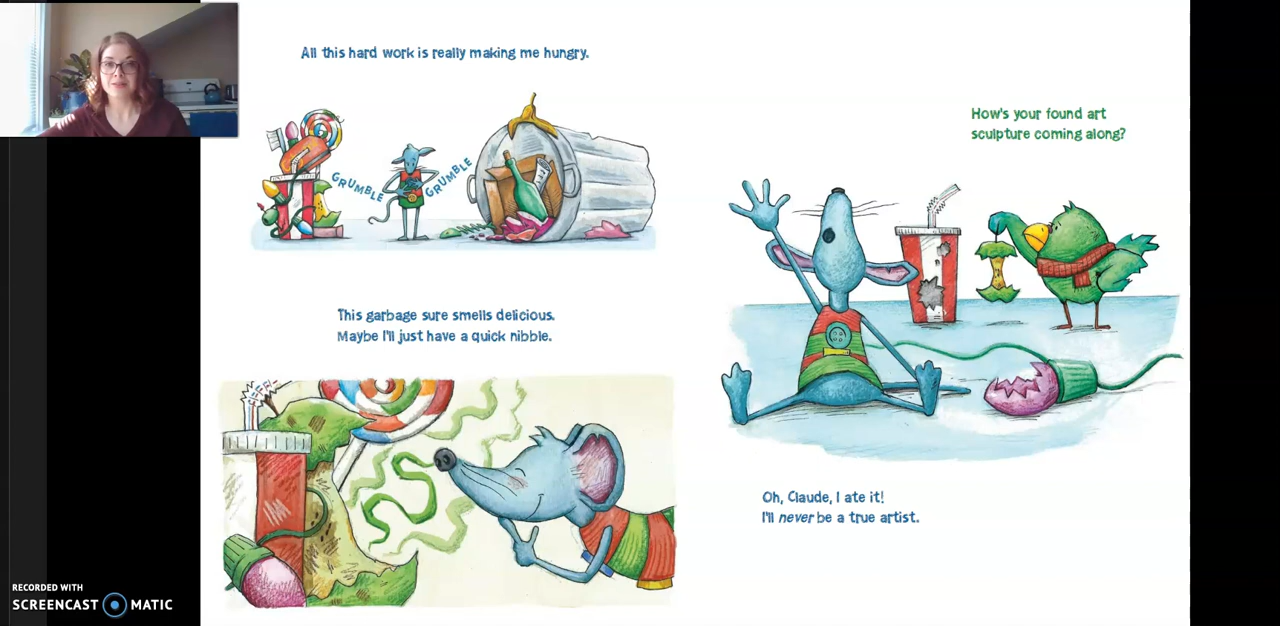 All this hard work is really making me hungry.
GRUMBLE
GRUMBLE
This garbage sure smells delicious.
Maybe I'll just have a quick nibble.
How's your found art
sculpture coming along?
Oh, Claude, I ate it!
I'll never be a true artist.
RECORDED WITH
SCREENCAST MATIC